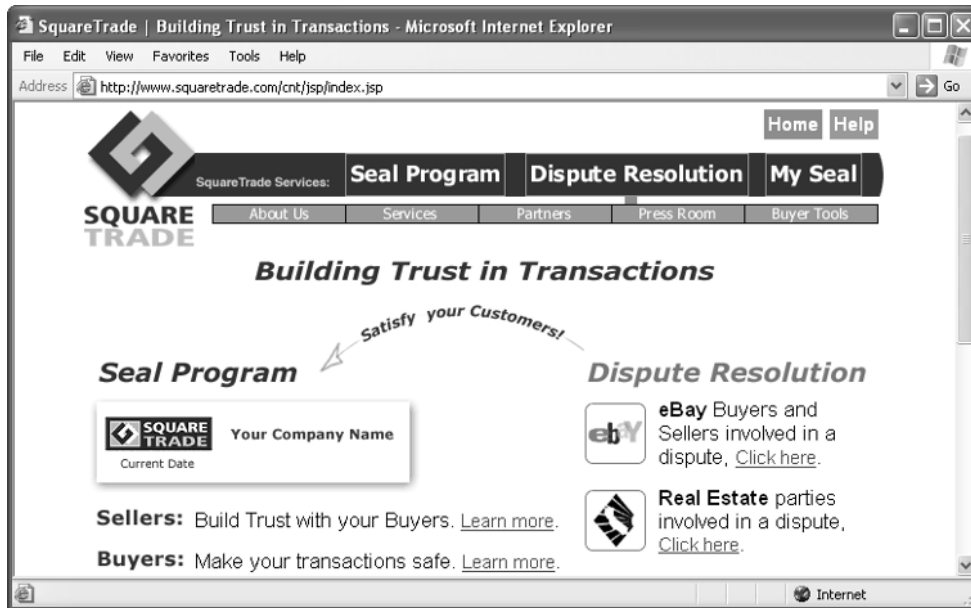 SquareTrade | Building Trust in Transactions - Microsoft Internet Explorer
File Edit View Favorites Tools Help
Address http://www.squaretrade.com/cnt/jsp/index.jsp Go
Home Help
SquareTrade Services: Seal Program Dispute Resolution My Seal
SQUARE
TRADE
About Us Services Partners Press Room Buyer Tools
Building Trust in Transactions
Satisfy your Customers!
Seal Program
SQUARE
TRADE
Your Company Name
Current Date
Sellers: Build Trust with your Buyers. Learn more.
Buyers: Make your transactions safe. Learn more.
Dispute Resolution
ebaY
eBay Buyers and
Sellers involved in a
dispute, Click here.
Real Estate parties
involved in a dispute,
Click here.
Internet